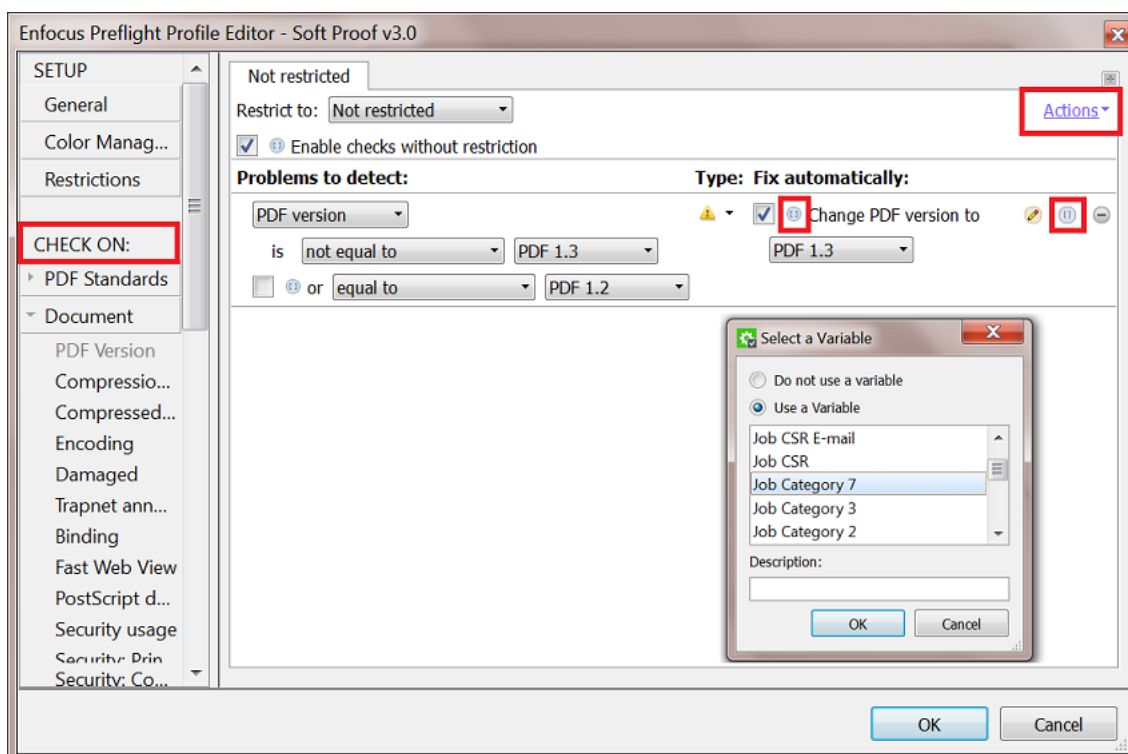 Enfocus Preflight Profile Editor - Soft Proof v3.0
SETUP
General
Color Manag...
Restrictions
CHECK ON:
PDF Standards
Document
PDF Version
Compressio...
Compressed...
Encoding
Damaged
Trapnet ann...
Binding
Fast Web View
PostScript d...
Security usage
Security: Prin
Security: Co...
Not restricted
Restrict to: Not restricted
Actions
Enable checks without restriction
Problems to detect: Type: Fix automatically:
PDF version Change PDF version to
is not equal to PDF 1.3 PDF 1.3
or equal to PDF 1.2
Select a Variable
Do not use a variable
Use a Variable
Job CSR E-mail
Job CSR
Job Category 7
Job Category 3
Job Category 2
Description:
OK Cancel
OK Cancel